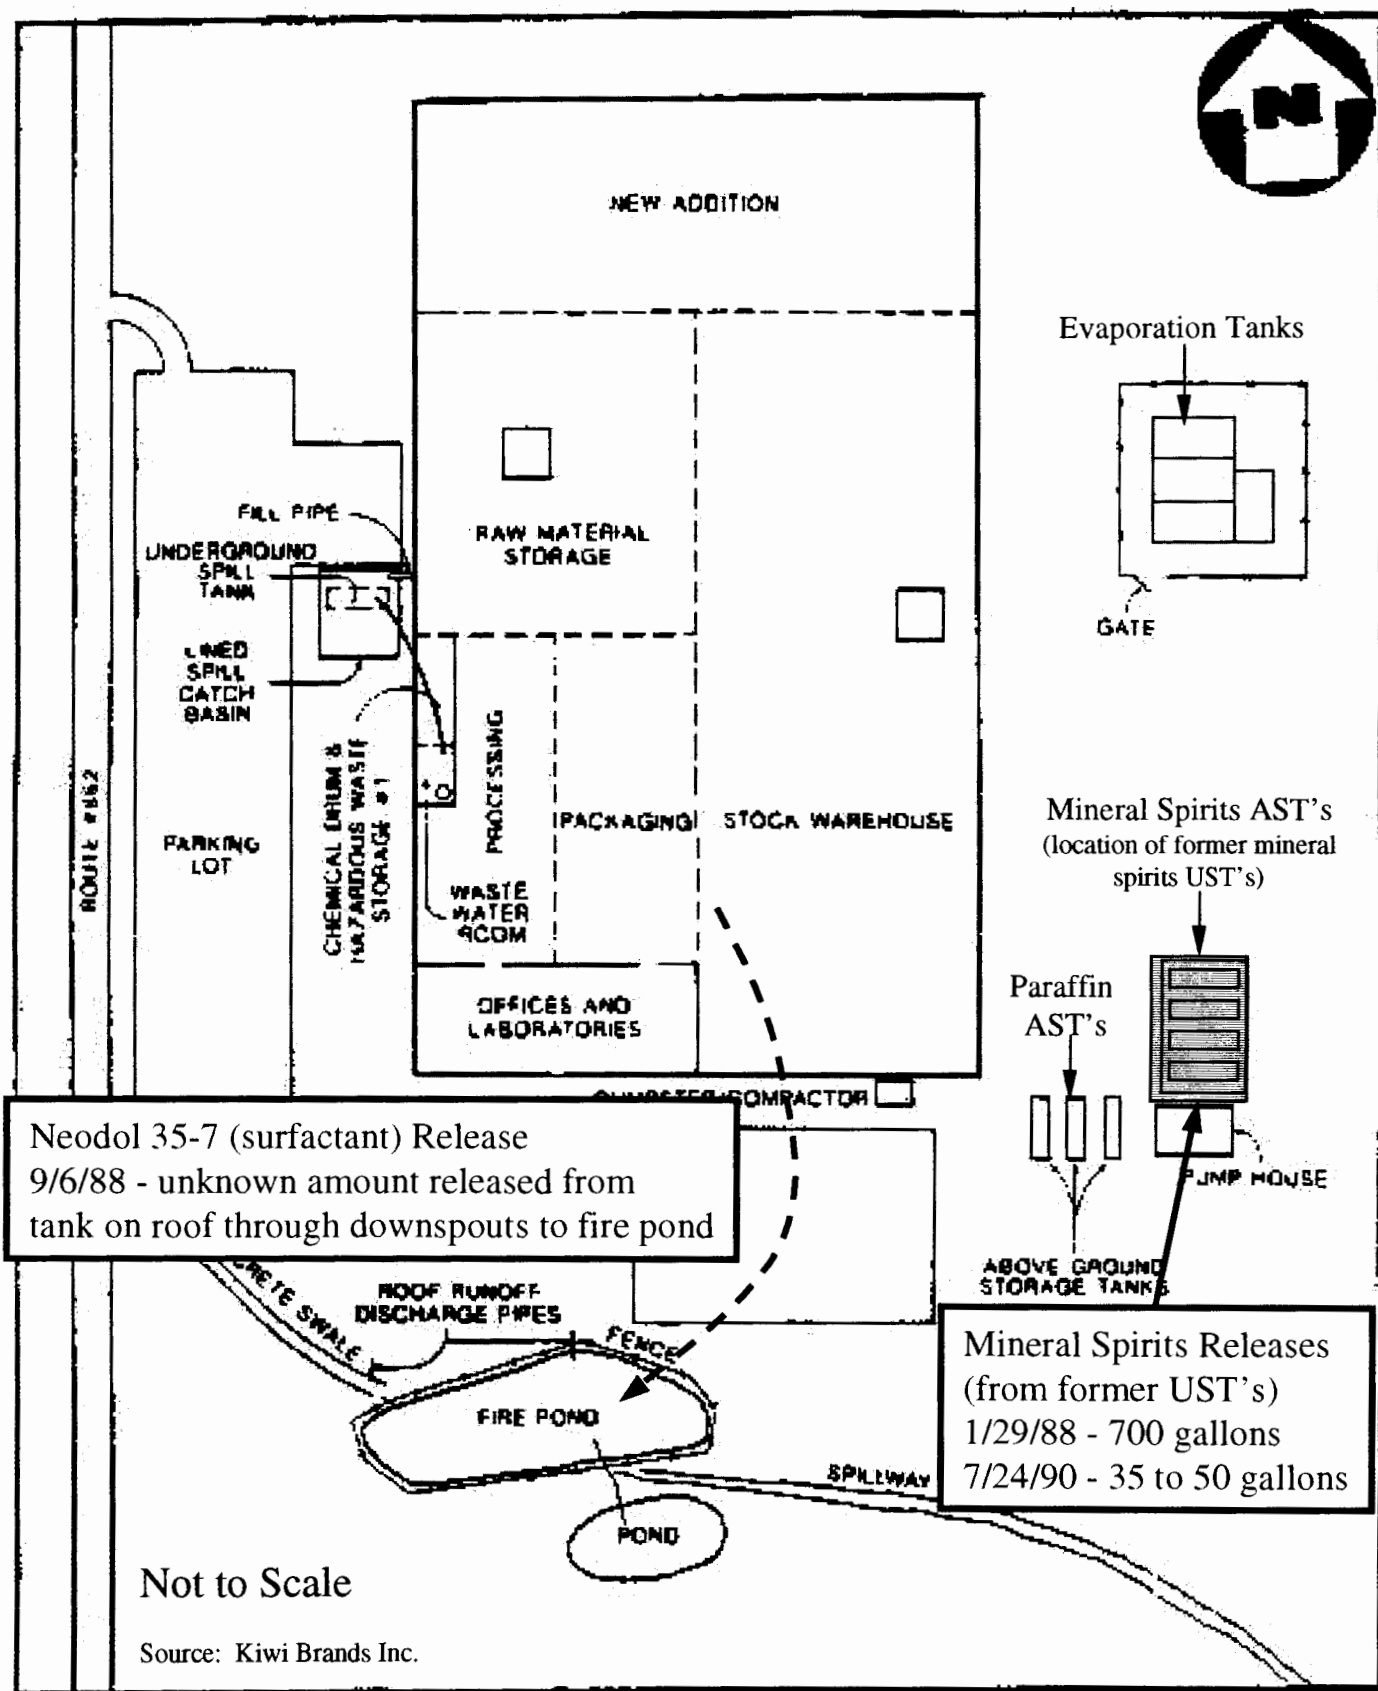 N
NEW ADDITION
Evaporation Tanks
FILL PIPE
UNDERGROUND
SPILL
TANK
RAW MATERIAL
STORAGE
GATE
LINED
SPILL
CATCH
BASIN
CHEMICAL DRUM &
HAZARDOUS WASTE
STORAGE #1
PROCESSING
ROUTE
PARKING
LOT
PACKAGING
STOCK WAREHOUSE
Mineral Spirits AST's
(location of former mineral
spirits UST's)
WASTE
WATER
ROOM
OFFICES AND
LABORATORIES
Paraffin
AST's
COMPACTOR
Neodol 35-7 (surfactant) Release
9/6/88 - unknown amount released from
tank on roof through downspouts to fire pond
PUMP HOUSE
ABOVE GROUND
STORAGE TANKS
CRETE SWALE
ROOF RUNOFF
DISCHARGE PIPES
FENCE
Mineral Spirits Releases
(from former UST's)
1/29/88 - 700 gallons
7/24/90 - 35 to 50 gallons
FIRE POND
SPILLWAY
POND
Not to Scale
Source: Kiwi Brands Inc.